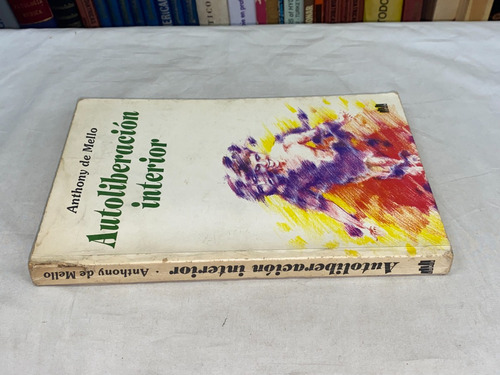 Anthony de Mello
Autoliberación
interior
Anthony de Mello · Autoliberación interior